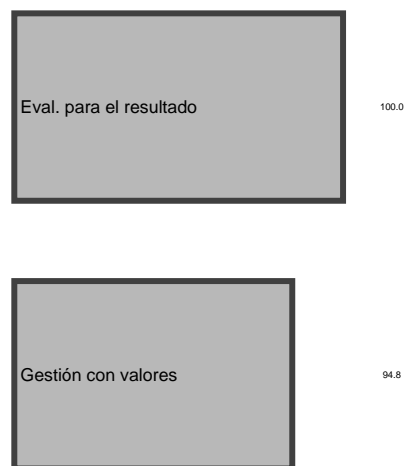 Eval. para el resultado
100.0
Gestión con valores
94.8